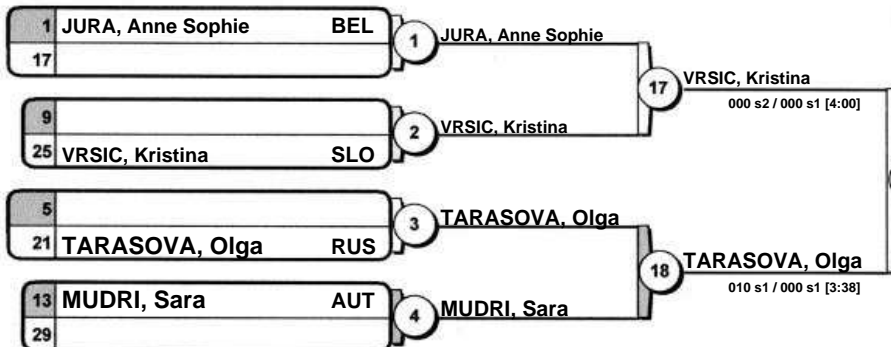 1 JURA, Anne Sophie BEL
17
1 JURA, Anne Sophie
17 VRSIC, Kristina
000 s2 / 000 s1 [4:00]
9
25 VRSIC, Kristina SLO
2 VRSIC, Kristina
5
21 TARASOVA, Olga RUS
3 TARASOVA, Olga
18 TARASOVA, Olga
010 s1 / 000 s1 [3:38]
13 MUDRI, Sara AUT
29
4 MUDRI, Sara